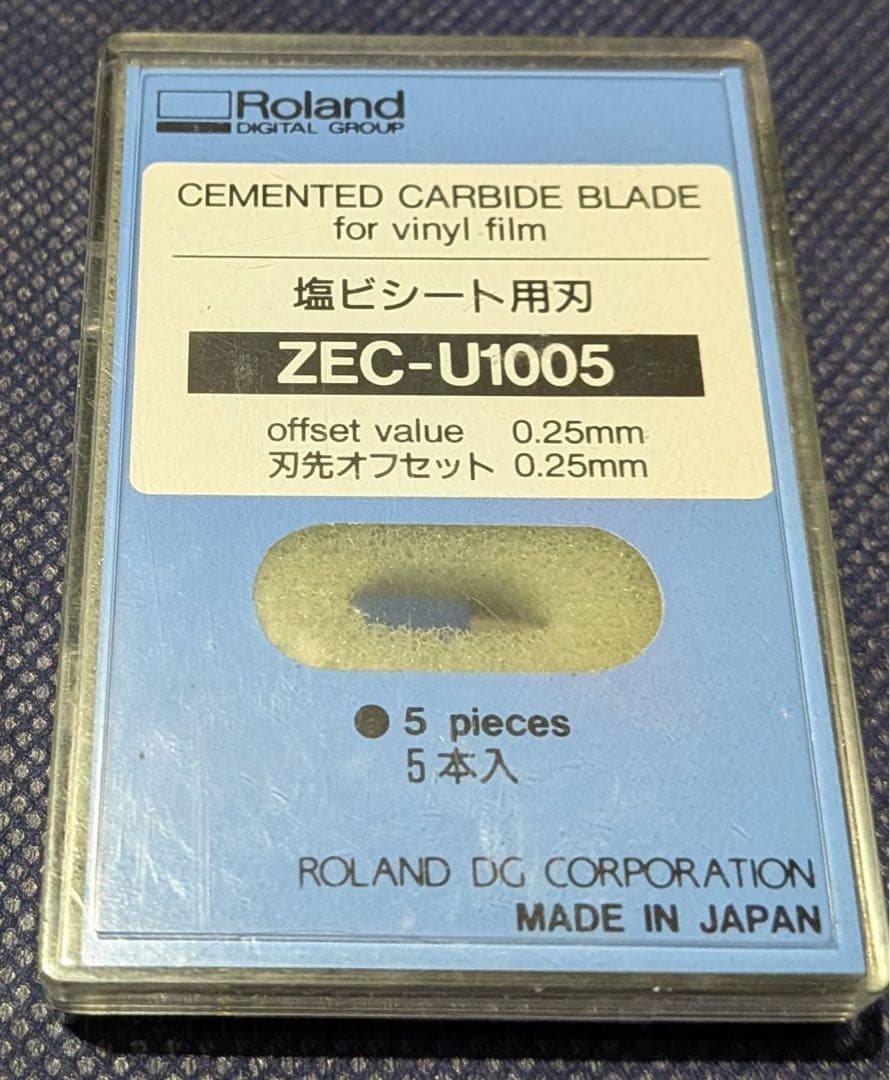 Roland
DIGITAL GROUP
CEMENTED CARBIDE BLADE
for vinyl film
塩ビシート用刃
ZEC-U1005
offset value 0.25mm
刃先オフセット 0.25mm
● 5 pieces
5本入
ROLAND DG CORPORATION
MADE IN JAPAN